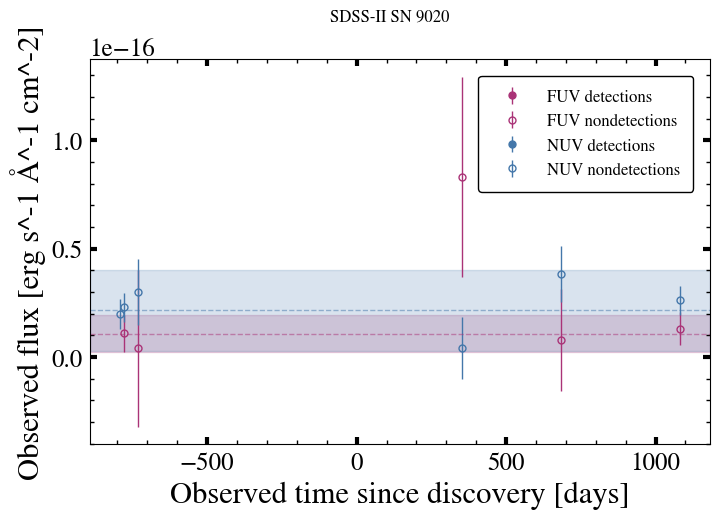 SDSS-II SN 9020
1e−16
FUV detections
FUV nondetections
NUV detections
NUV nondetections
1.0
0.5
0.0
Observed flux [erg s^-1 Å^-1 cm^-2]
−500 0 500 1000
Observed time since discovery [days]